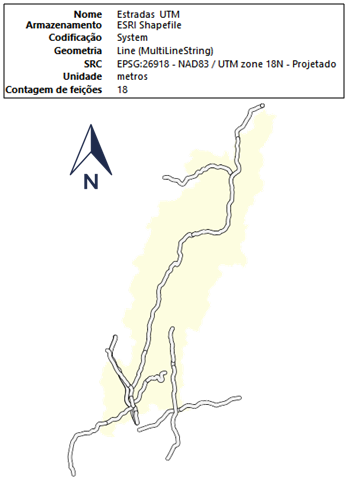 Nome Estradas UTM
Armazenamento ESRI Shapefile
Codificação System
Geometria Line (MultiLineString)
SRC EPSG:26918 - NAD83 / UTM zone 18N - Projetado
Unidade metros
Contagem de feições 18
N